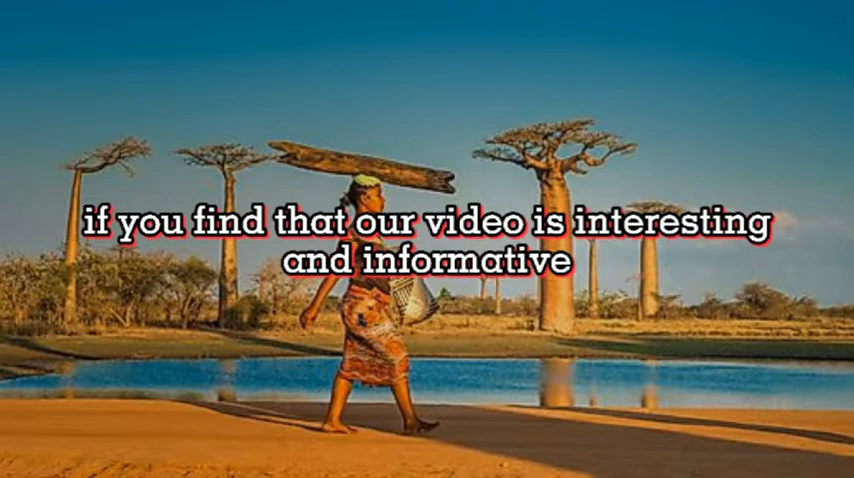 if you find that our video is interesting
and informative